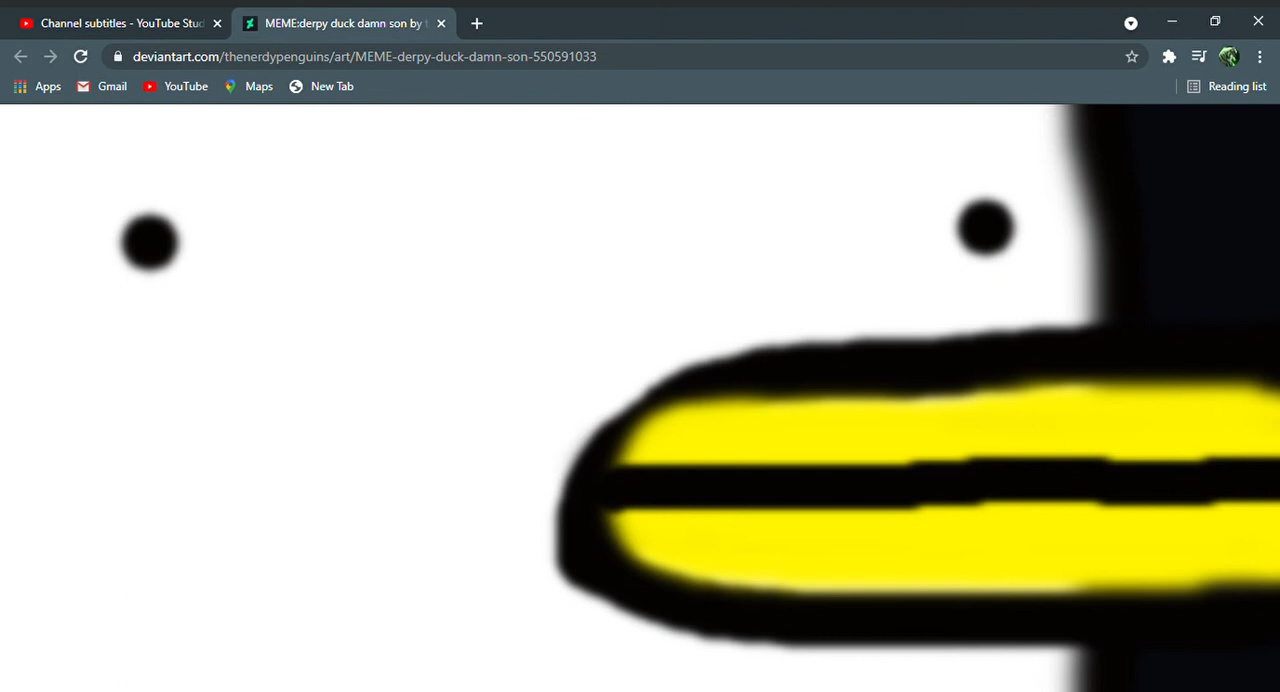 Channel subtitles - YouTube Stud
MEME:derpy duck damn son by t
deviantart.com/thenerdypenguins/art/MEME-derpy-duck-damn-son-550591033
Apps Gmail YouTube Maps New Tab Reading list